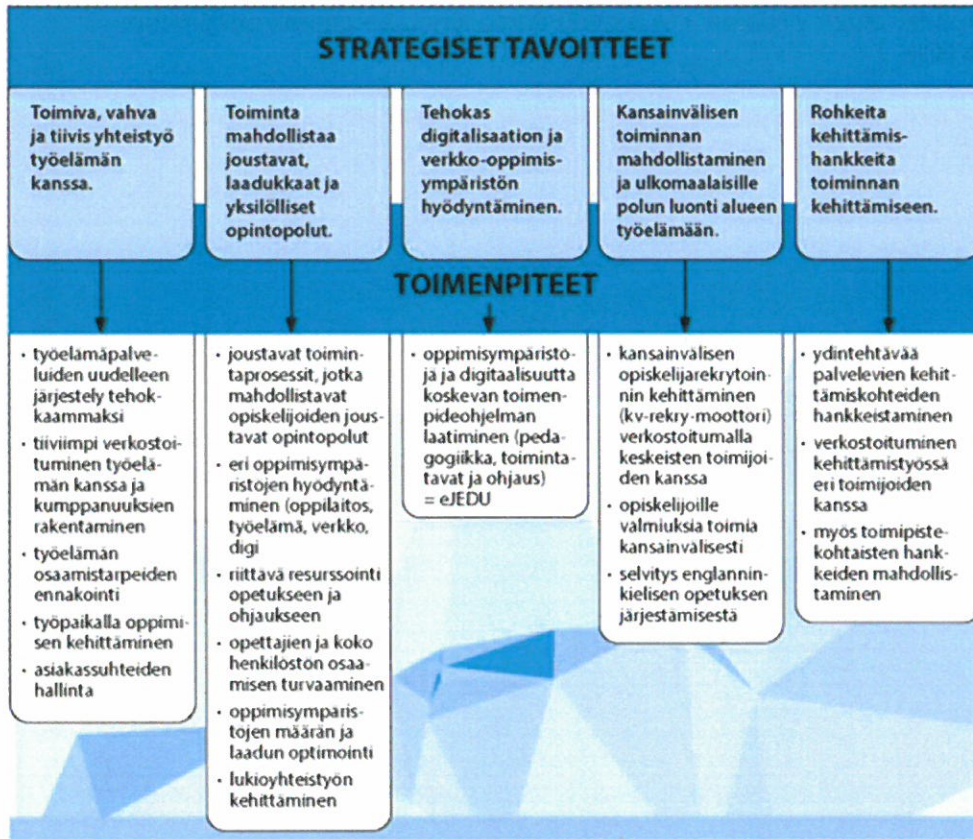 STRATEGISET TAVOITTEET
Toimiva, vahva
ja tiivis yhteistyö
työelämän
kanssa.
Toiminta
mahdollistaa
joustavat,
laadukkaat ja
yksilölliset
opintopolut.
Tehokas
digitalisaation ja
verkko-oppimis-
ympäristön
hyödyntäminen.
Kansainvälisen
toiminnan
mahdollistaminen
ja ulkomaalaisille
polun luonti alueen
työelämään.
Rohkeita
kehittämis-
hankkeita
toiminnan
kehittämiseen.
TOIMENPITEET
· työelämäpalve-
luiden uudelleen
järjestely tehok-
kaammaksi
· tiiviimpi verkostoi-
tuminen työelä-
män kanssa ja
kumppanuuksien
rakentaminen
· työelämän
osaamistarpeiden
ennakointi
· työpaikalla oppimi-
sen kehittäminen
· asiakassuhteiden
hallinta
· joustavat toimin-
taprosessit, jotka
mahdollistavat
opiskelijoiden jous-
tavat opintopolut
· eri oppimisympä-
ristöjen hyödyntä-
minen (oppilaitos,
työelämä, verkko,
digi
· riittävä resurssointi
opetukseen ja
ohjaukseen
· opettajien ja koko
henkilöstön osaa-
misen turvaaminen
· oppimisympäris-
töjen määrän ja
laadun optimointi
· lukioyhteistyön
kehittäminen
· oppimisympäristö-
jä ja digitaalisuutta
koskevan toimen-
pideohjelman
laatiminen (peda-
gogiikka, toiminta-
tavat ja ohjaus)
= eJEDU
· kansainvälisen
opiskelijarekrytoin-
nin kehittäminen
(kv-rekry-moottori)
verkostoitumalla
keskeisten toimijoi-
den kanssa
· opiskelijoille
valmiuksia toimia
kansainvälisesti
· selvitys englannin-
kielisen opetuksen
järjestämisestä
· ydintehtävää
palvelevien kehit-
tämiskohteiden
hankkeistaminen
· verkostoituminen
kehittämistyössä
eri toimijoiden
kanssa
· myös toimipiste-
kohtaisten hank-
keiden mahdollis-
taminen